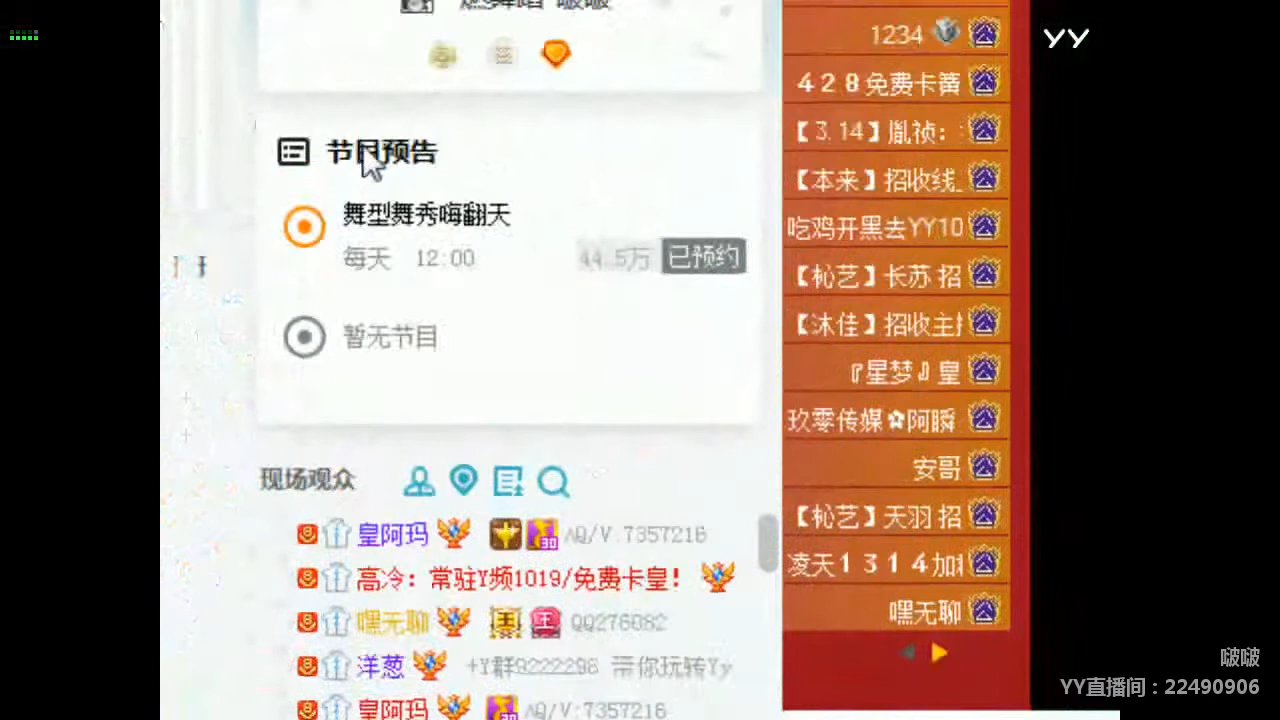 1234
YY
428免费卡簧
【3.14】胤祯：
节目预告
【本来】招收线
舞型舞秀嗨翻天
吃鸡开黑去YY10
每天 12:00
44.5万 已预约
【杺艺】长苏 招
【沐佳】招收主
暂无节目
『星梦』皇
玖零传媒✿阿瞬
安哥
现场观众
【杺艺】天羽 招
皇阿玛 30 ^Q/V:7357216
凌天1314加
高冷：常驻Y频1019/免费卡皇！
嘿无聊
嘿无聊 王 王 QQ276082
洋葱 +Y群9222296 带你玩转Yy
皇阿玛 ^Q/V:7357216
啵啵
YY直播间：22490906